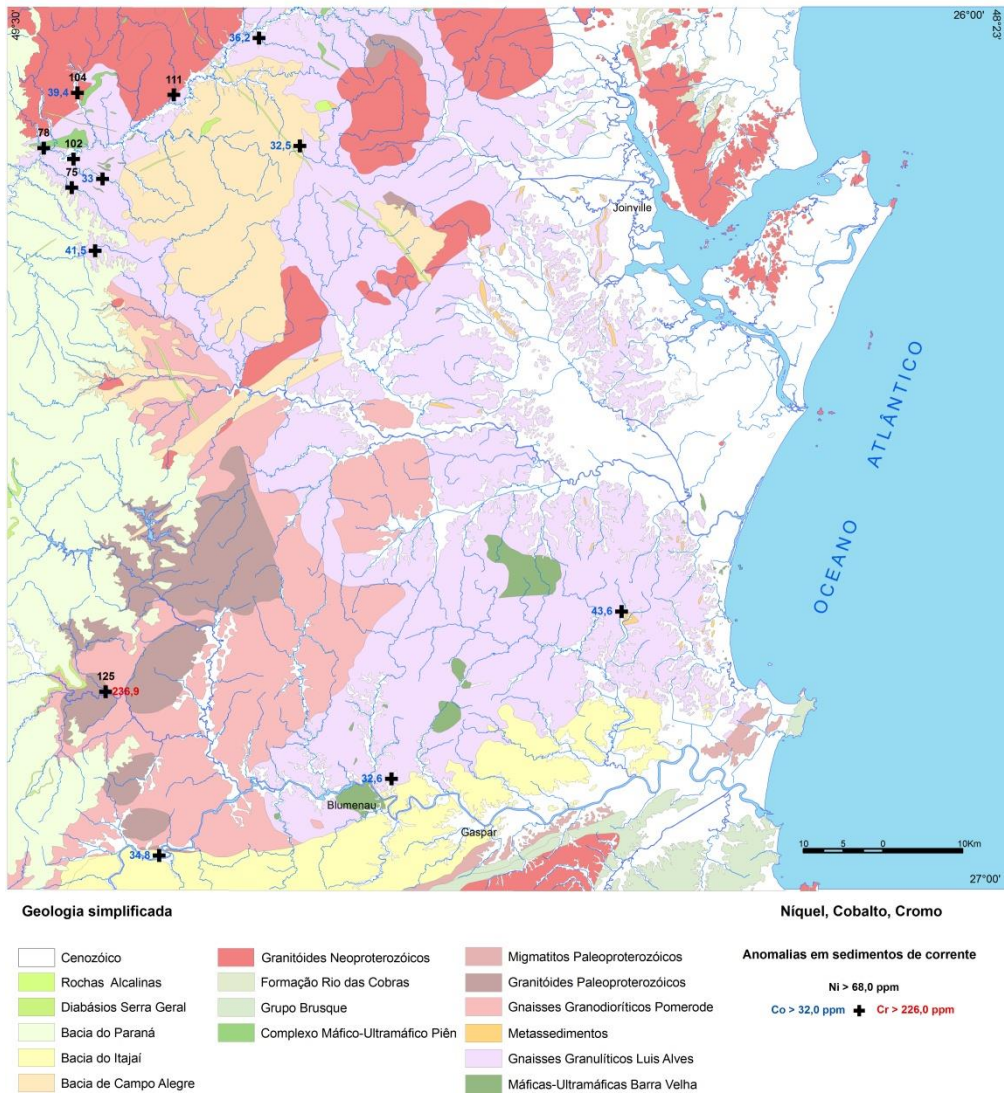 49°30'
26°00'
48°23'
36,2
104
39,4
111
78
102
32,5
75
33
41,5
Joinville
OCEANO ATLÂNTICO
43,6
125
236,9
32,6
Blumenau
Gaspar
34,8
10 5 0 10Km
27°00'
Geologia simplificada
Cenozóico
Rochas Alcalinas
Diabásios Serra Geral
Bacia do Paraná
Bacia do Itajaí
Bacia de Campo Alegre
Granitóides Neoproterozóicos
Formação Rio das Cobras
Grupo Brusque
Complexo Máfico-Ultramáfico Piên
Migmatitos Paleoproterozóicos
Granitóides Paleoproterozóicos
Gnaisses Granodioríticos Pomerode
Metassedimentos
Gnaisses Granulíticos Luis Alves
Máficas-Ultramáficas Barra Velha
Níquel, Cobalto, Cromo
Anomalias em sedimentos de corrente
Ni > 68,0 ppm
Co > 32,0 ppm Cr > 226,0 ppm